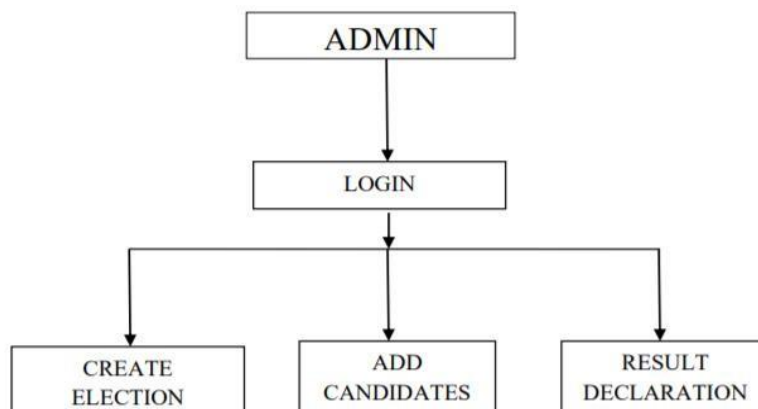 ADMIN
LOGIN
CREATE
ELECTION
ADD
CANDIDATES
RESULT
DECLARATION